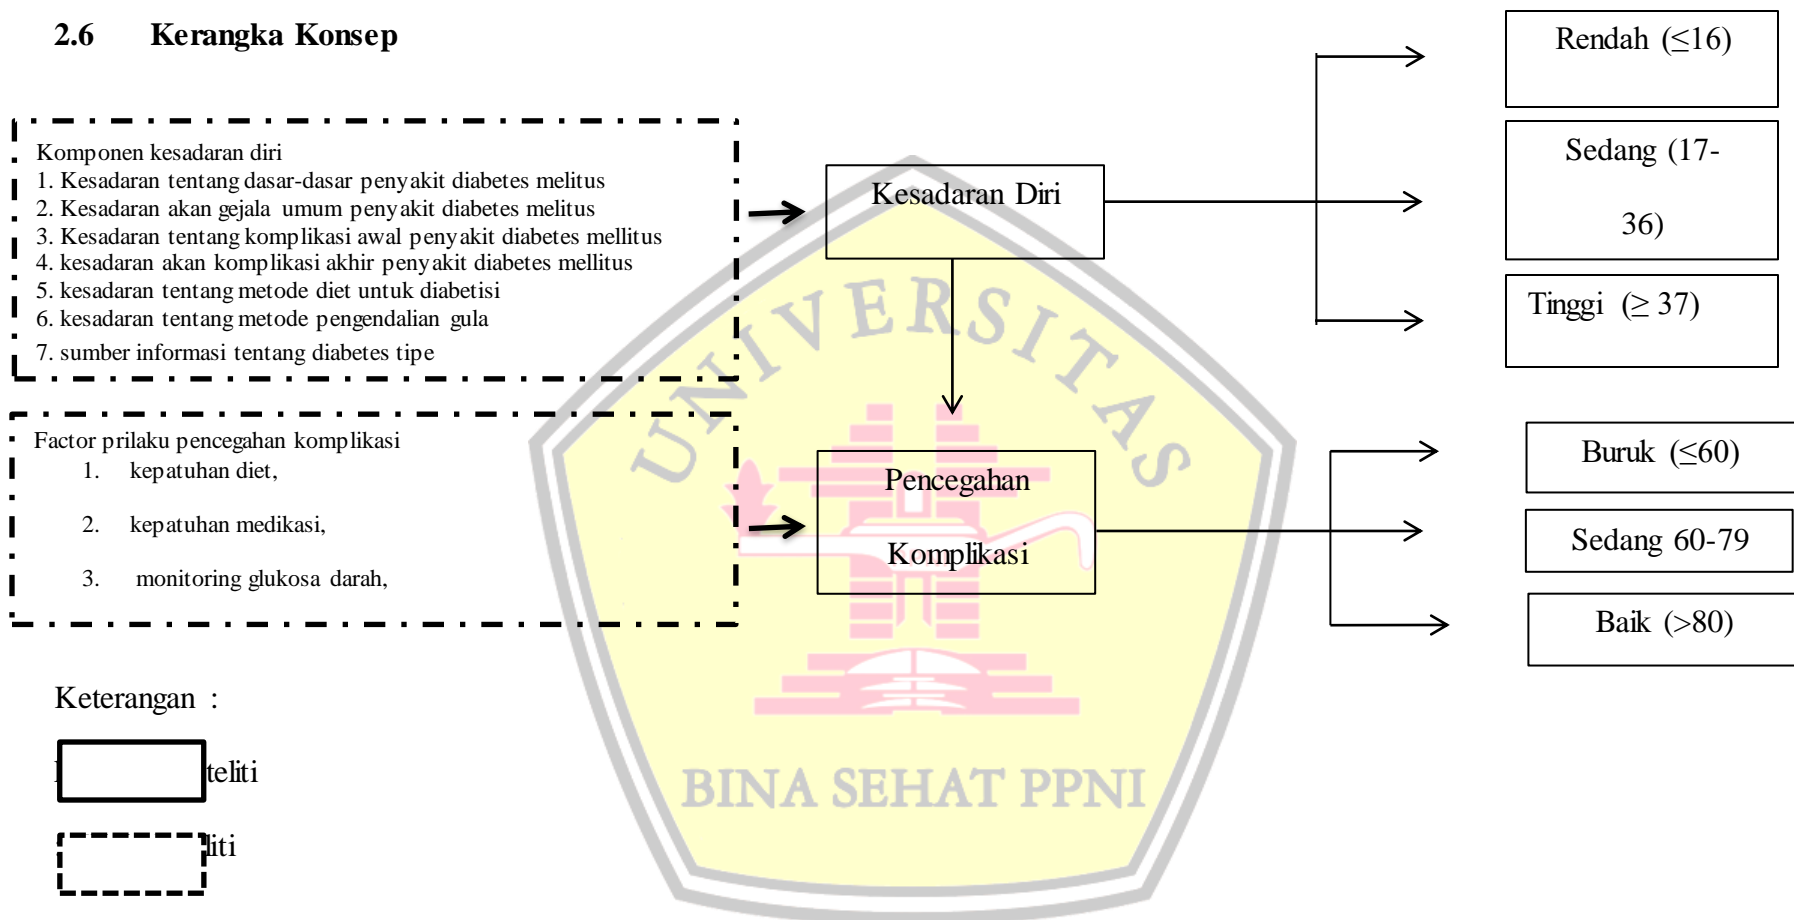 2.6 Kerangka Konsep
Komponen kesadaran diri
1. Kesadaran tentang dasar-dasar penyakit diabetes melitus
2. Kesadaran akan gejala umum penyakit diabetes melitus
3. Kesadaran tentang komplikasi awal penyakit diabetes mellitus
4. kesadaran akan komplikasi akhir penyakit diabetes mellitus
5. kesadaran tentang metode diet untuk diabetisi
6. kesadaran tentang metode pengendalian gula
7. sumber informasi tentang diabetes tipe
Kesadaran Diri
Rendah (≤16)
Sedang (17-
36)
Tinggi (≥ 37)
Factor prilaku pencegahan komplikasi
1. kepatuhan diet,
2. kepatuhan medikasi,
3. monitoring glukosa darah,
Pencegahan
Komplikasi
Buruk (≤60)
Sedang 60-79
Baik (>80)
Keterangan :
teliti
liti
UNIVERSITAS
BINA SEHAT PPNI